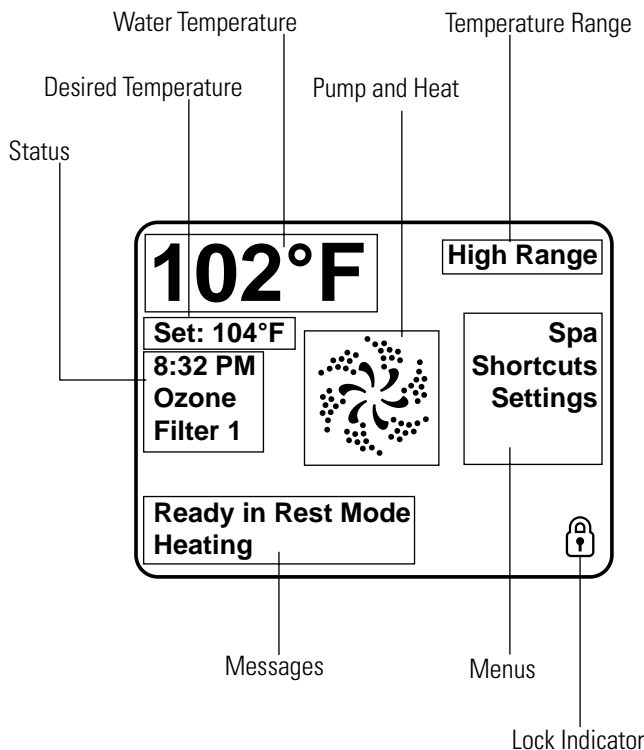 Water Temperature
Temperature Range
Desired Temperature
Pump and Heat
Status
102°F
High Range
Set: 104°F
8:32 PM
Ozone
Filter 1
Spa
Shortcuts
Settings
Ready in Rest Mode
Heating
Messages
Menus
Lock Indicator